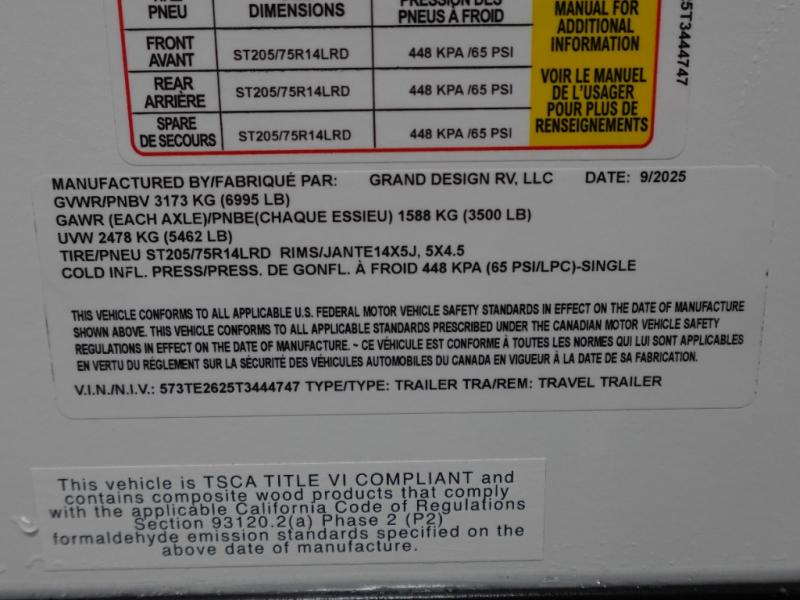 PNEU
DIMENSIONS
PNEUS À FROID
MANUAL FOR
ADDITIONAL
INFORMATION
FRONT
AVANT
ST205/75R14LRD
448 KPA /65 PSI
REAR
ARRIÈRE
ST205/75R14LRD
448 KPA /65 PSI
SPARE
DE SECOURS
ST205/75R14LRD
448 KPA /65 PSI
VOIR LE MANUEL
DE L'USAGER
POUR PLUS DE
RENSEIGNEMENTS
5T3444747
MANUFACTURED BY/FABRIQUÉ PAR: GRAND DESIGN RV, LLC DATE: 9/2025
GVWR/PNBV 3173 KG (6995 LB)
GAWR (EACH AXLE)/PNBE(CHAQUE ESSIEU) 1588 KG (3500 LB)
UVW 2478 KG (5462 LB)
TIRE/PNEU ST205/75R14LRD RIMS/JANTE14X5J, 5X4.5
COLD INFL. PRESS/PRESS. DE GONFL. À FROID 448 KPA (65 PSI/LPC)-SINGLE
THIS VEHICLE CONFORMS TO ALL APPLICABLE U.S. FEDERAL MOTOR VEHICLE SAFETY STANDARDS IN EFFECT ON THE DATE OF MANUFACTURE
SHOWN ABOVE. THIS VEHICLE CONFORMS TO ALL APPLICABLE STANDARDS PRESCRIBED UNDER THE CANADIAN MOTOR VEHICLE SAFETY
REGULATIONS IN EFFECT ON THE DATE OF MANUFACTURE. ~ CE VÉHICULE EST CONFORME À TOUTES LES NORMES QUI LUI SONT APPLICABLES
EN VERTU DU RÉGLEMENT SUR LA SÉCURITÉ DES VÉHICULES AUTOMOBILES DU CANADA EN VIGUEUR À LA DATE DE SA FABRICATION.
V.I.N./N.I.V.: 573TE2625T3444747 TYPE/TYPE: TRAILER TRA/REM: TRAVEL TRAILER
This vehicle is TSCA TITLE VI COMPLIANT and
contains composite wood products that comply
with the applicable California Code of Regulations
Section 93120.2(a) Phase 2 (P2)
formaldehyde emission standards specified on the
above date of manufacture.